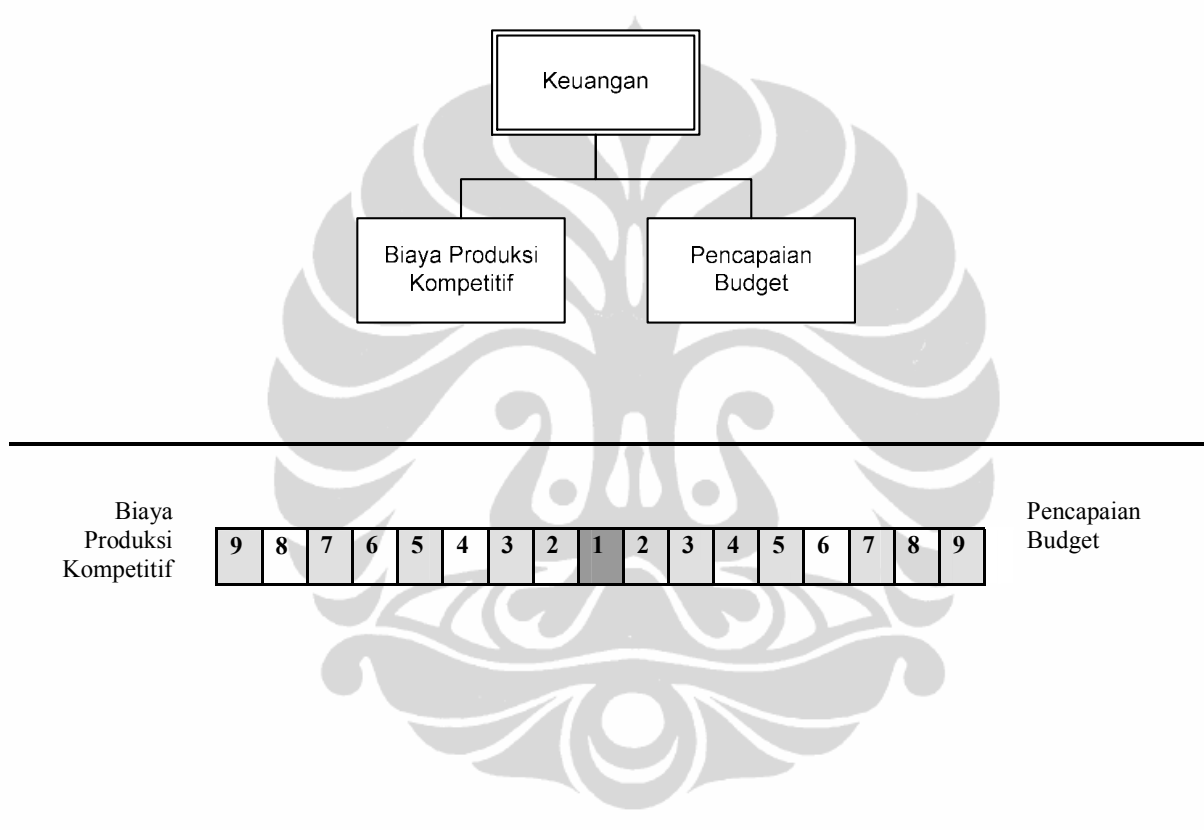 Keuangan
Biaya Produksi
Kompetitif
Pencapaian
Budget
Biaya
Produksi
Kompetitif
9 8 7 6 5 4 3 2 1 2 3 4 5 6 7 8 9
Pencapaian
Budget